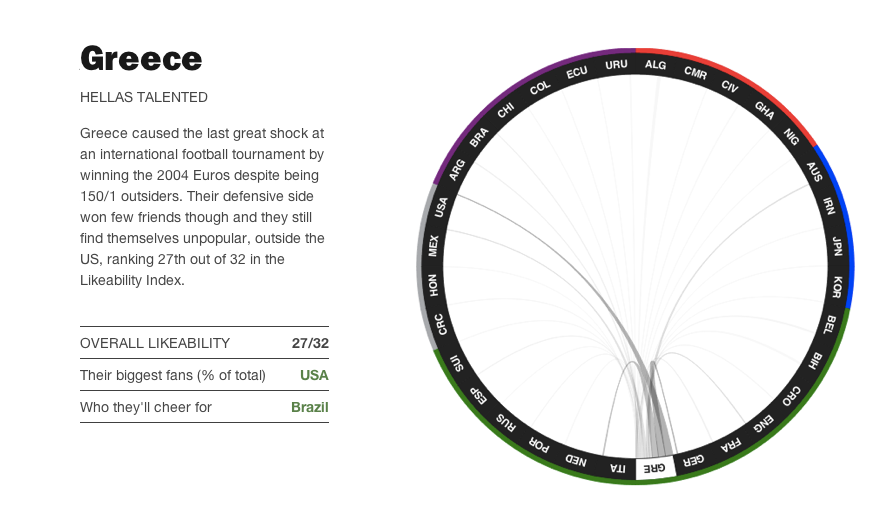 Greece
HELLAS TALENTED
Greece caused the last great shock at
an international football tournament by
winning the 2004 Euros despite being
150/1 outsiders. Their defensive side
won few friends though and they still
find themselves unpopular, outside the
US, ranking 27th out of 32 in the
Likeability Index.
OVERALL LIKEABILITY 27/32
Their biggest fans (% of total) USA
Who they'll cheer for Brazil
ALG
CMR
CIV
GHA
NIG
AUS
IRN
JPN
KOR
BEL
BIH
CRO
ENG
FRA
GER
GRE
ITA
NED
POR
RUS
ESP
SUI
CRC
HON
MEX
USA
ARG
BRA
CHI
COL
ECU
URU